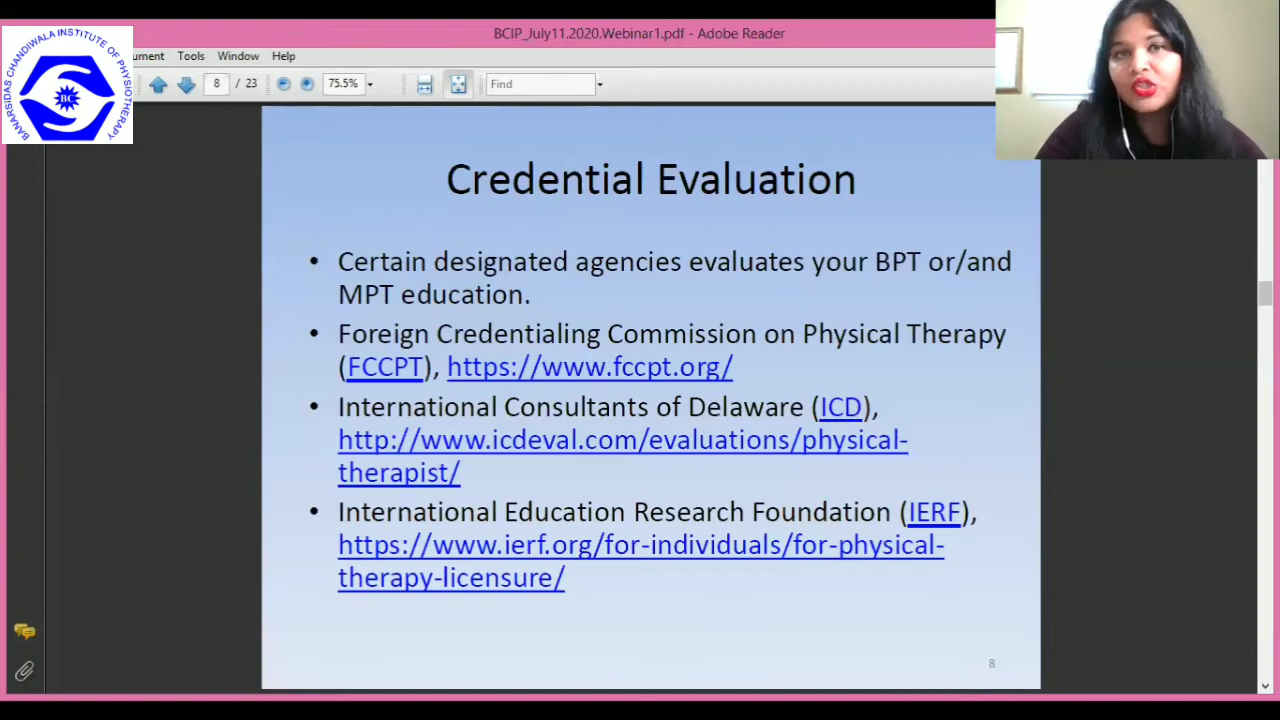 BANARSIDAS CHANDIWALA INSTITUTE OF PHYSIOTHERAPY
BC
BCIP_July11.2020.Webinar1.pdf - Adobe Reader
ument Tools Window Help
8 / 23 75.5% Find
Credential Evaluation
• Certain designated agencies evaluates your BPT or/and
MPT education.
• Foreign Credentialing Commission on Physical Therapy
(FCCPT), https://www.fccpt.org/
• International Consultants of Delaware (ICD),
http://www.icdeval.com/evaluations/physical-
therapist/
• International Education Research Foundation (IERF),
https://www.ierf.org/for-individuals/for-physical-
therapy-licensure/
8